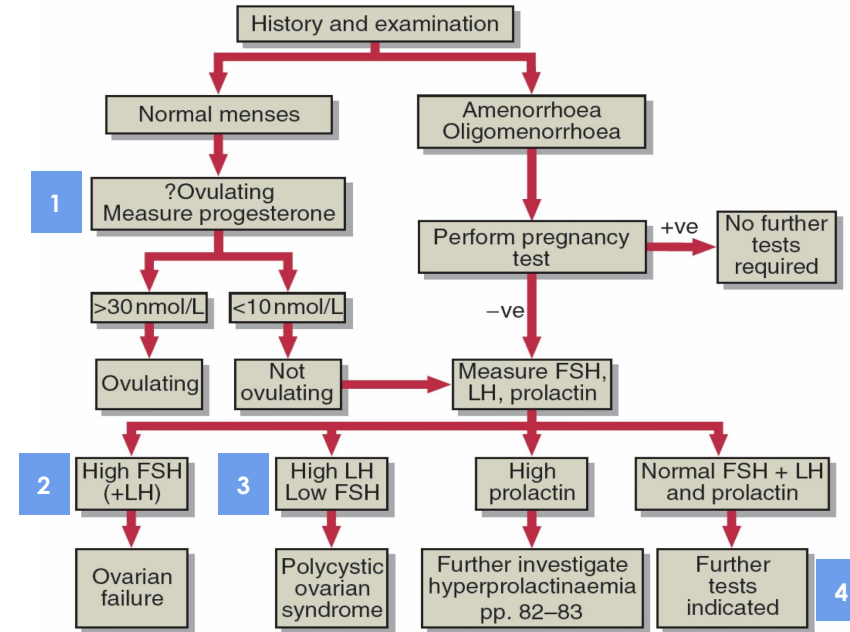 History and examination
Normal menses
Amenorrhoea
Oligomenorrhoea
1
?Ovulating
Measure progesterone
Perform pregnancy
test
+ve
No further
tests
required
>30 nmol/L
<10 nmol/L
−ve
Ovulating
Not
ovulating
Measure FSH,
LH, prolactin
2
High FSH
(+LH)
3
High LH
Low FSH
High
prolactin
Normal FSH + LH
and prolactin
Ovarian
failure
Polycystic
ovarian
syndrome
Further investigate
hyperprolactinaemia
pp. 82–83
Further
tests
indicated
4